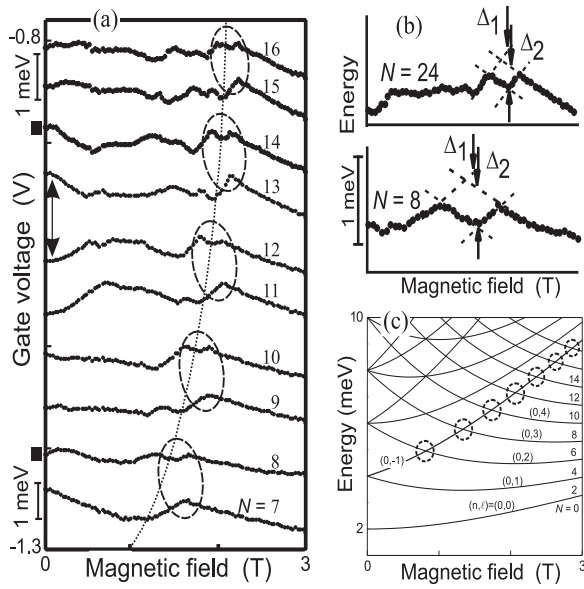 (a)
-0.8
1 meV
16
15
14
13
12
11
10
9
8
N = 7
1 meV
-1.3
Gate voltage (V)
0
2
3
Magnetic field (T)
(b)
Δ1
Δ2
N = 24
Energy
Δ1
Δ2
N = 8
1 meV
Magnetic field (T)
(c)
10
Energy (meV)
2
14
12
(0,4)
10
(0,3)
8
(0,-1)
(0,2)
6
(0,1)
4
2
(n,ℓ)=(0,0)
N = 0
0
3
Magnetic field (T)